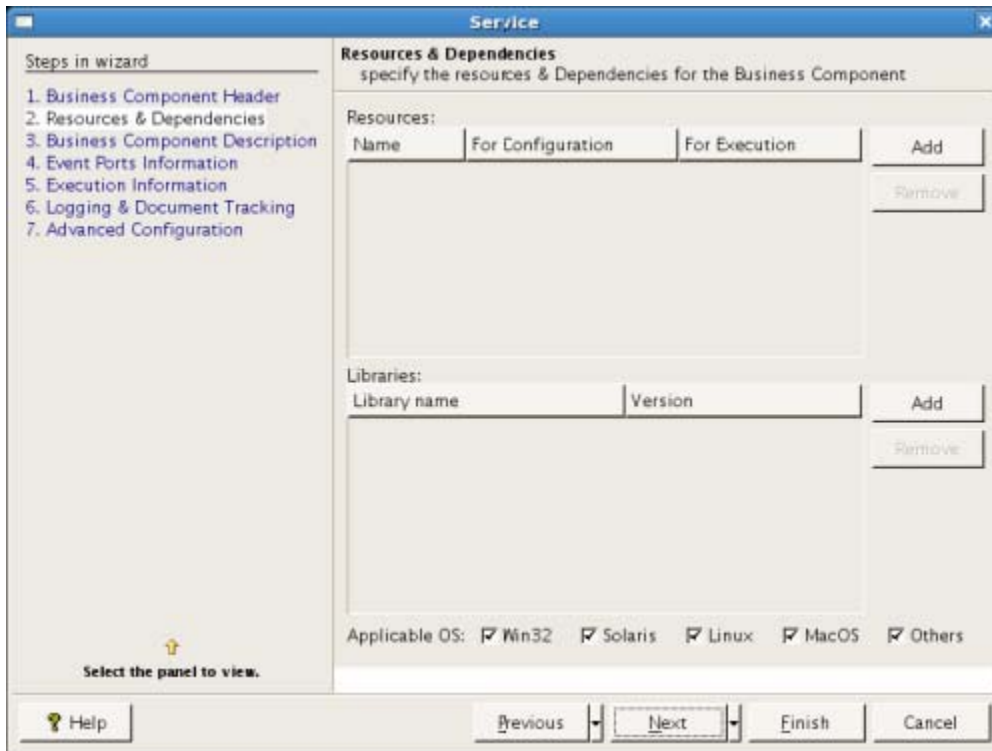 Service
Steps in wizard
1. Business Component Header
2. Resources & Dependencies
3. Business Component Description
4. Event Ports Information
5. Execution Information
6. Logging & Document Tracking
7. Advanced Configuration
Select the panel to view.
Resources & Dependencies
specify the resources & Dependencies for the Business Component
Resources:
Name For Configuration For Execution
Add
Remove
Libraries:
Library name Version
Add
Remove
Applicable OS: Win32 Solaris Linux MacOS Others
Help Previous Next Finish Cancel